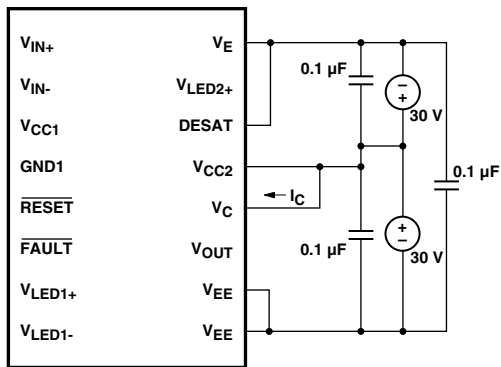 VIN+ VE
0.1 µF
VIN- VLED2+
30 V
VCC1 DESAT
GND1 VCC2
0.1 µF
RESET IC VC
FAULT VOUT
0.1 µF
30 V
VLED1+ VEE
VLED1- VEE